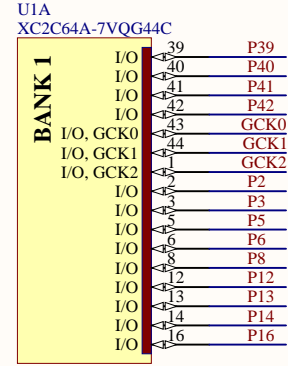 U1A
XC2C64A-7VQG44C
BANK 1
I/O 39 P39
I/O 40 P40
I/O 41 P41
I/O 42 P42
I/O, GCK0 43 GCK0
I/O, GCK1 44 GCK1
I/O, GCK2 1 GCK2
I/O 2 P2
I/O 3 P3
I/O 5 P5
I/O 6 P6
I/O 8 P8
I/O 12 P12
I/O 13 P13
I/O 14 P14
I/O 16 P16